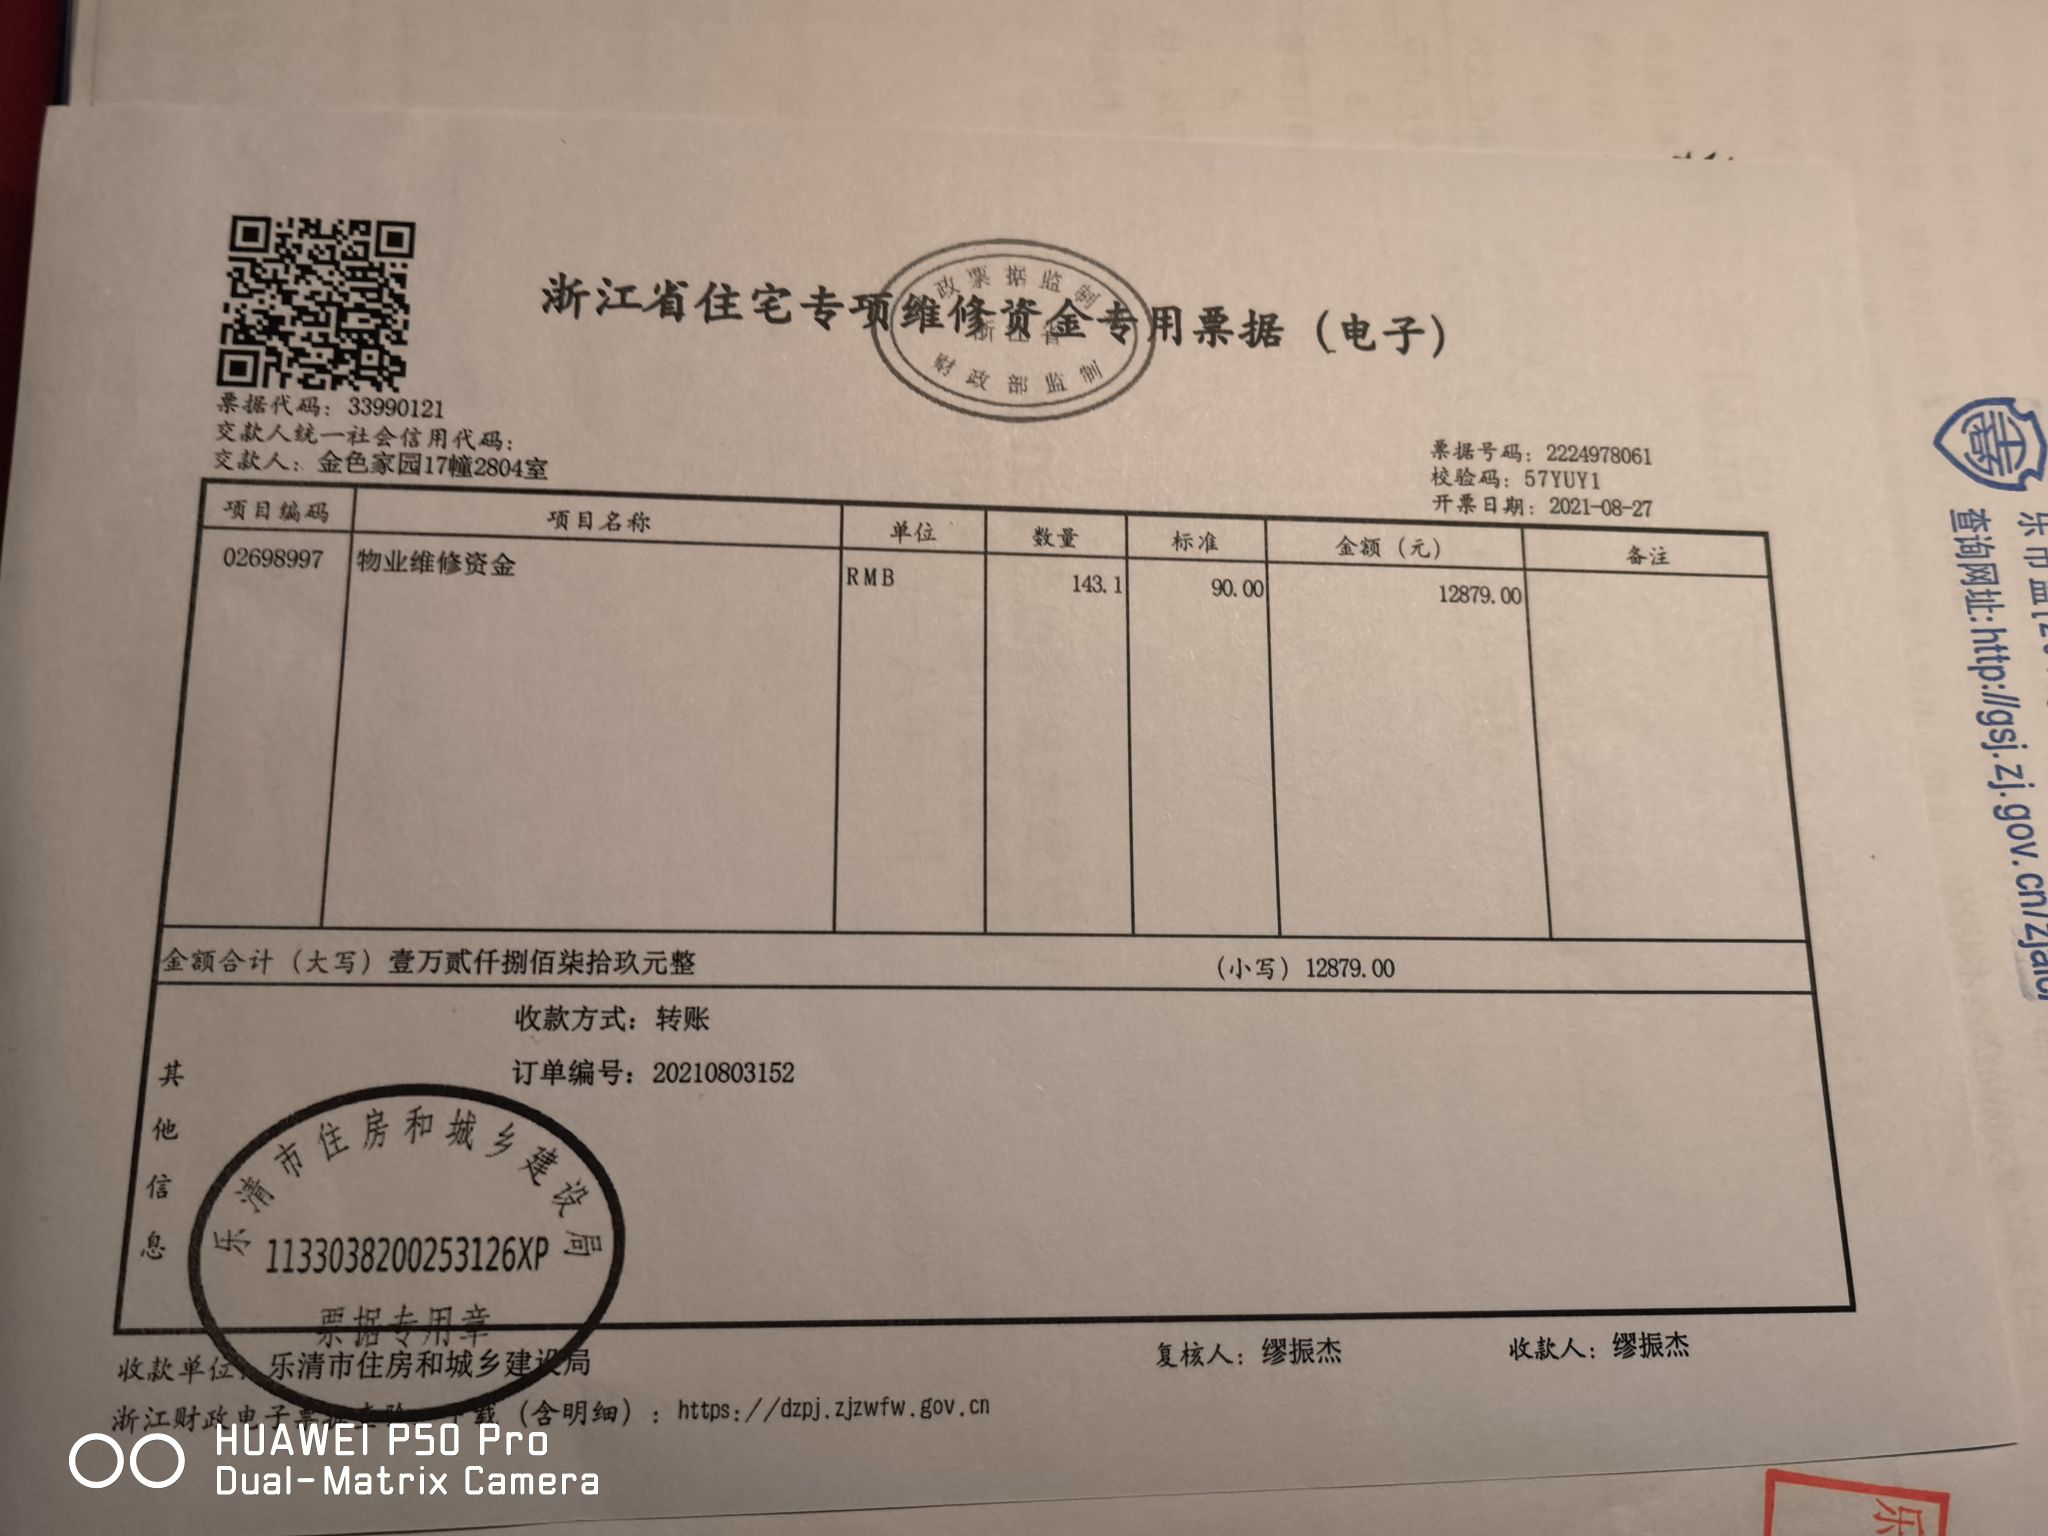 浙江省住宅专项维修资金专用票据（电子）
政票据监制
浙江省
财政部监制
票据代码：33990121
交款人统一社会信用代码：
交款人：金色家园17幢2804室
票据号码：2224978061
校验码：57YUY1
开票日期：2021-08-27
项目编码 项目名称 单位 数量 标准 金额（元） 备注
02698997 物业维修资金 RMB 143.1 90.00 12879.00
金额合计（大写）壹万贰仟捌佰柒拾玖元整 （小写）12879.00
其他信息
收款方式：转账
订单编号：20210803152
乐清市住房和城乡建设局
1133038200253126XP
票据专用章
收款单位：乐清市住房和城乡建设局 复核人：缪振杰 收款人：缪振杰
浙江财政电子票据查验、下载（含明细）：https://dzpj.zjzwfw.gov.cn
查询网址:http://gsj.zj.gov.cn/zjaic/
乐
HUAWEI P50 Pro
Dual-Matrix Camera